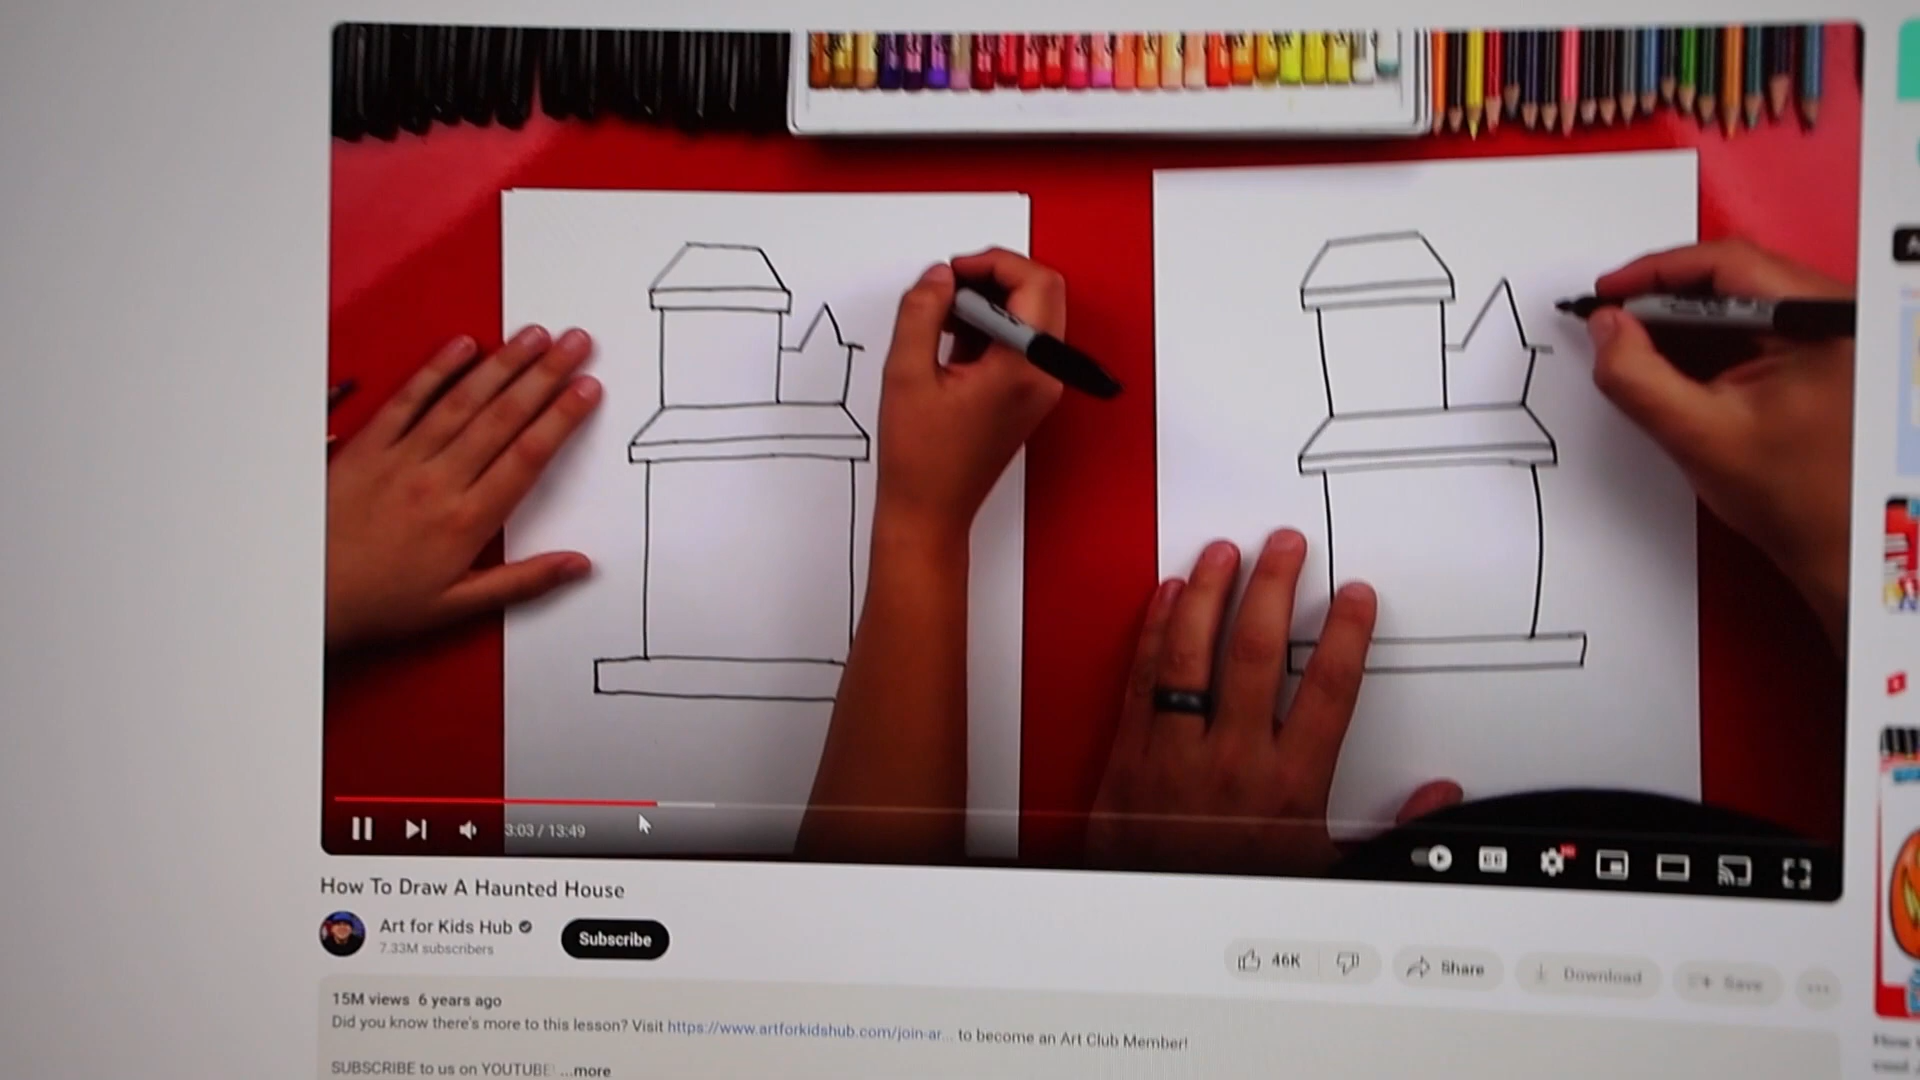 3:03 / 13:49
How To Draw A Haunted House
Art for Kids Hub
7.33M subscribers
Subscribe
46K
Share
Download
Save
15M views 6 years ago
Did you know there's more to this lesson? Visit https://www.artforkidshub.com/join-ar... to become an Art Club Member!
SUBSCRIBE to us on YOUTUBE: ...more